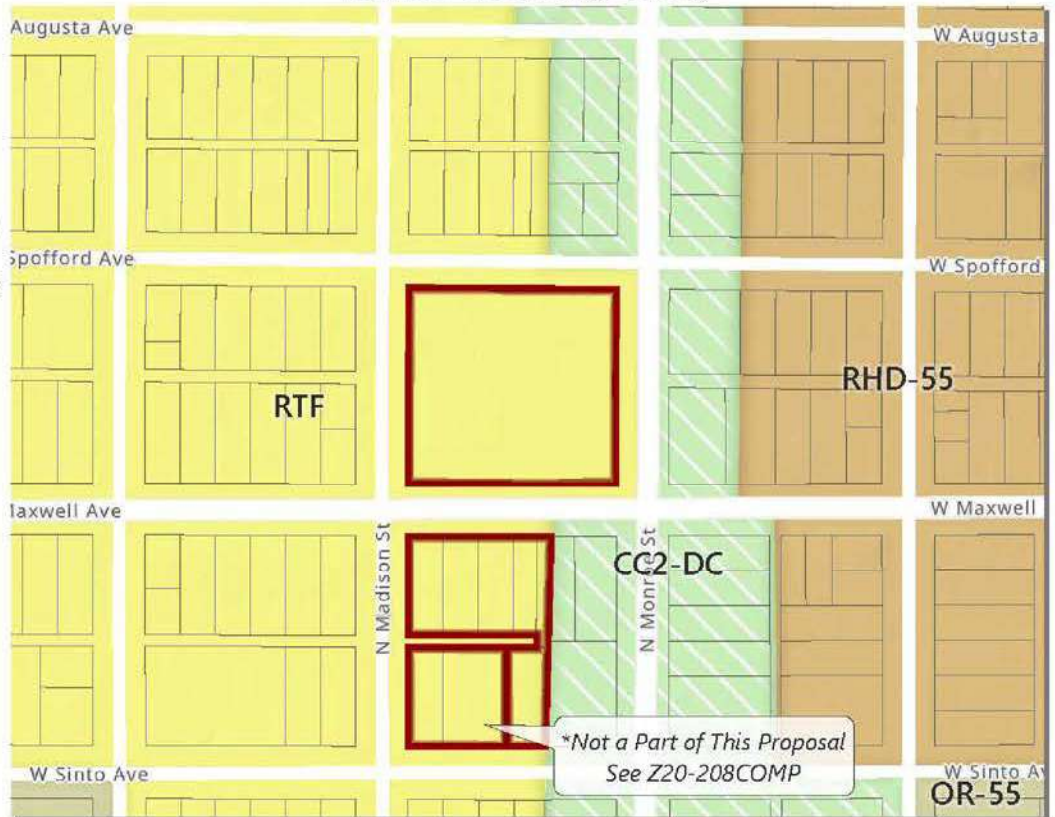 Augusta Ave
W Augusta
Spofford Ave
W Spofford
RHD-55
RTF
Maxwell Ave
W Maxwell
N Madison St
N Monroe St
CC2-DC
*Not a Part of This Proposal
See Z20-208COMP
W Sinto Ave
W Sinto Av
OR-55